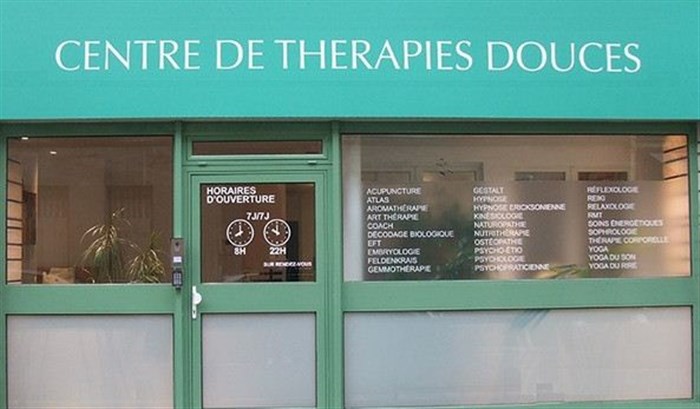 CENTRE DE THERAPIES DOUCES
HORAIRES
D'OUVERTURE
7J/7J
8H 22H
SUR RENDEZ-VOUS
ACUPUNCTURE
ATLAS
AROMATHÉRAPIE
ART THÉRAPIE
COACH
DÉCODAGE BIOLOGIQUE
EFT
EMBRYOLOGIE
FELDENKRAIS
GEMMOTHÉRAPIE
GESTALT
HYPNOSE
HYPNOSE ERICKSONIENNE
KINÉSIOLOGIE
NATUROPATHIE
NUTRITHÉRAPIE
OSTÉOPATHIE
PSYCHO-ÉTIO
PSYCHOLOGIE
PSYCHOPRATICIENNE
RÉFLEXOLOGIE
REIKI
RELAXOLOGIE
RMT
SOINS ÉNERGÉTIQUES
SOPHROLOGIE
THÉRAPIE CORPORELLE
YOGA
YOGA DU SON
YOGA DU RIRE